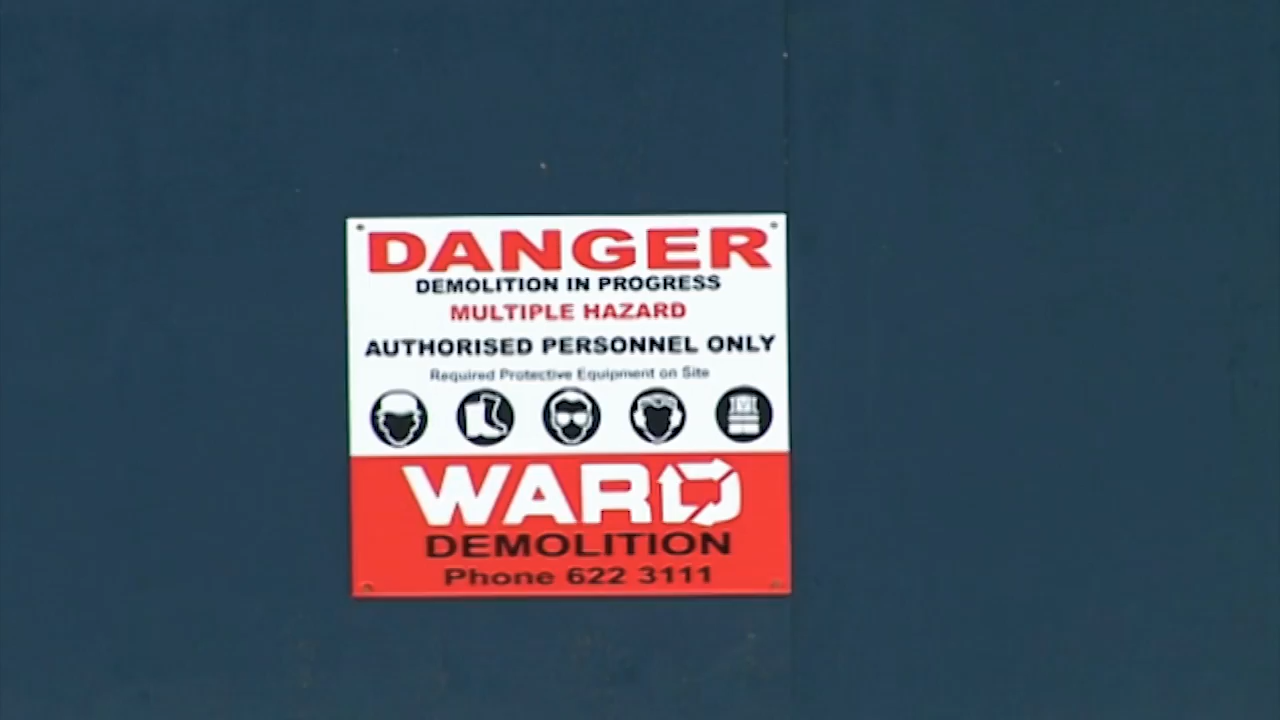 DANGER
DEMOLITION IN PROGRESS
MULTIPLE HAZARD
AUTHORISED PERSONNEL ONLY
Required Protective Equipment on Site
WARD
DEMOLITION
Phone 622 3111